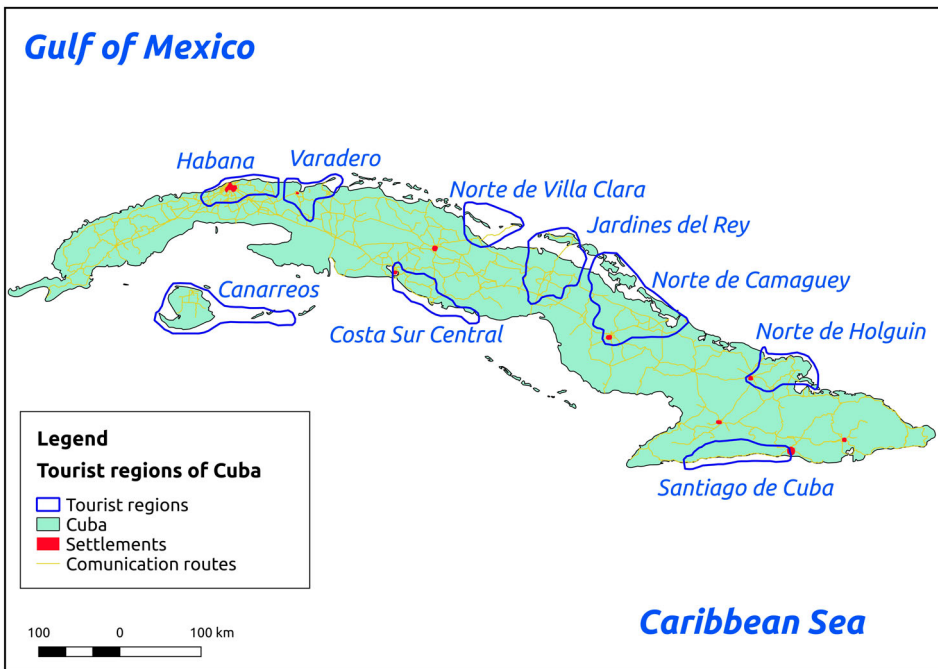 Gulf of Mexico
Habana
Varadero
Norte de Villa Clara
Jardines del Rey
Norte de Camaguey
Canarreos
Costa Sur Central
Norte de Holguin
Santiago de Cuba
Legend
Tourist regions of Cuba
Tourist regions
Cuba
Settlements
Comunication routes
100 0 100 km
Caribbean Sea